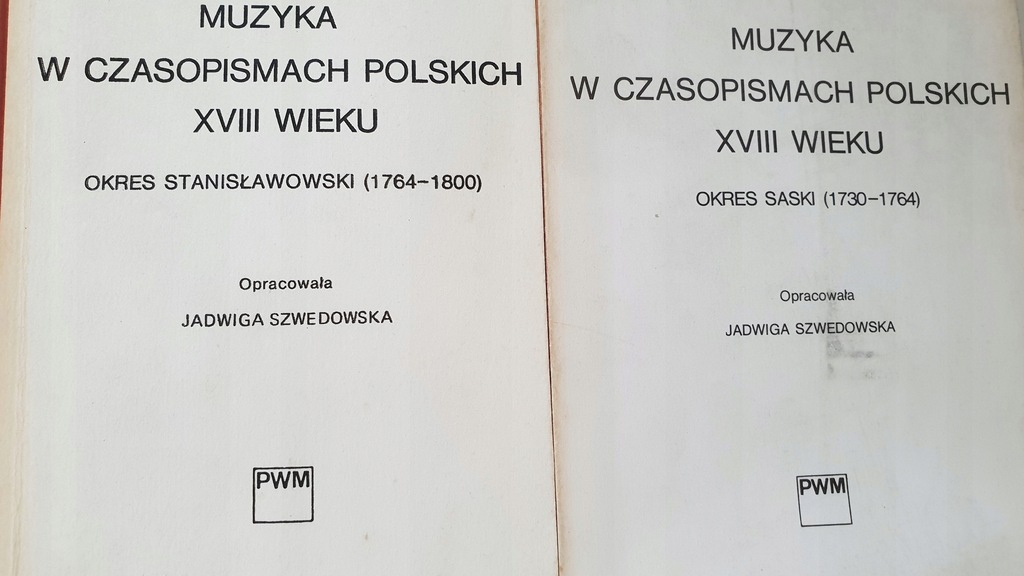 MUZYKA
W CZASOPISMACH POLSKICH
XVIII WIEKU
OKRES STANISŁAWOWSKI (1764–1800)
Opracowała
JADWIGA SZWEDOWSKA
PWM
MUZYKA
W CZASOPISMACH POLSKICH
XVIII WIEKU
OKRES SASKI (1730–1764)
Opracowała
JADWIGA SZWEDOWSKA
PWM